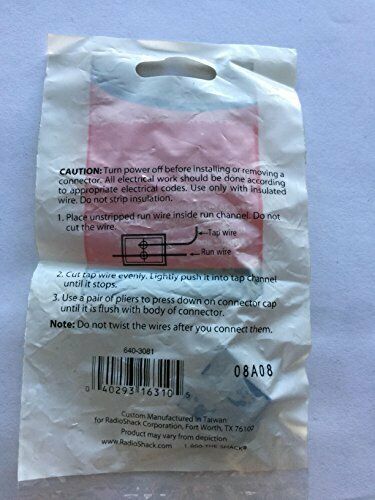 CAUTION: Turn power off before installing or removing a
connector. All electrical work should be done according
to appropriate electrical codes. Use only with insulated
wire. Do not strip insulation.
1. Place unstripped run wire inside run channel. Do not
cut the wire.
Tap wire
Run wire
2. Cut tap wire evenly. Lightly push it into tap channel
until it stops.
3. Use a pair of pliers to press down on connector cap
until it is flush with body of connector.
Note: Do not twist the wires after you connect them.
640-3081
08A08
0 40293 16310 5
Custom Manufactured in Taiwan
for RadioShack Corporation, Fort Worth, TX 76102
Product may vary from depiction
www.RadioShack.com 1-800-THE-SHACK®